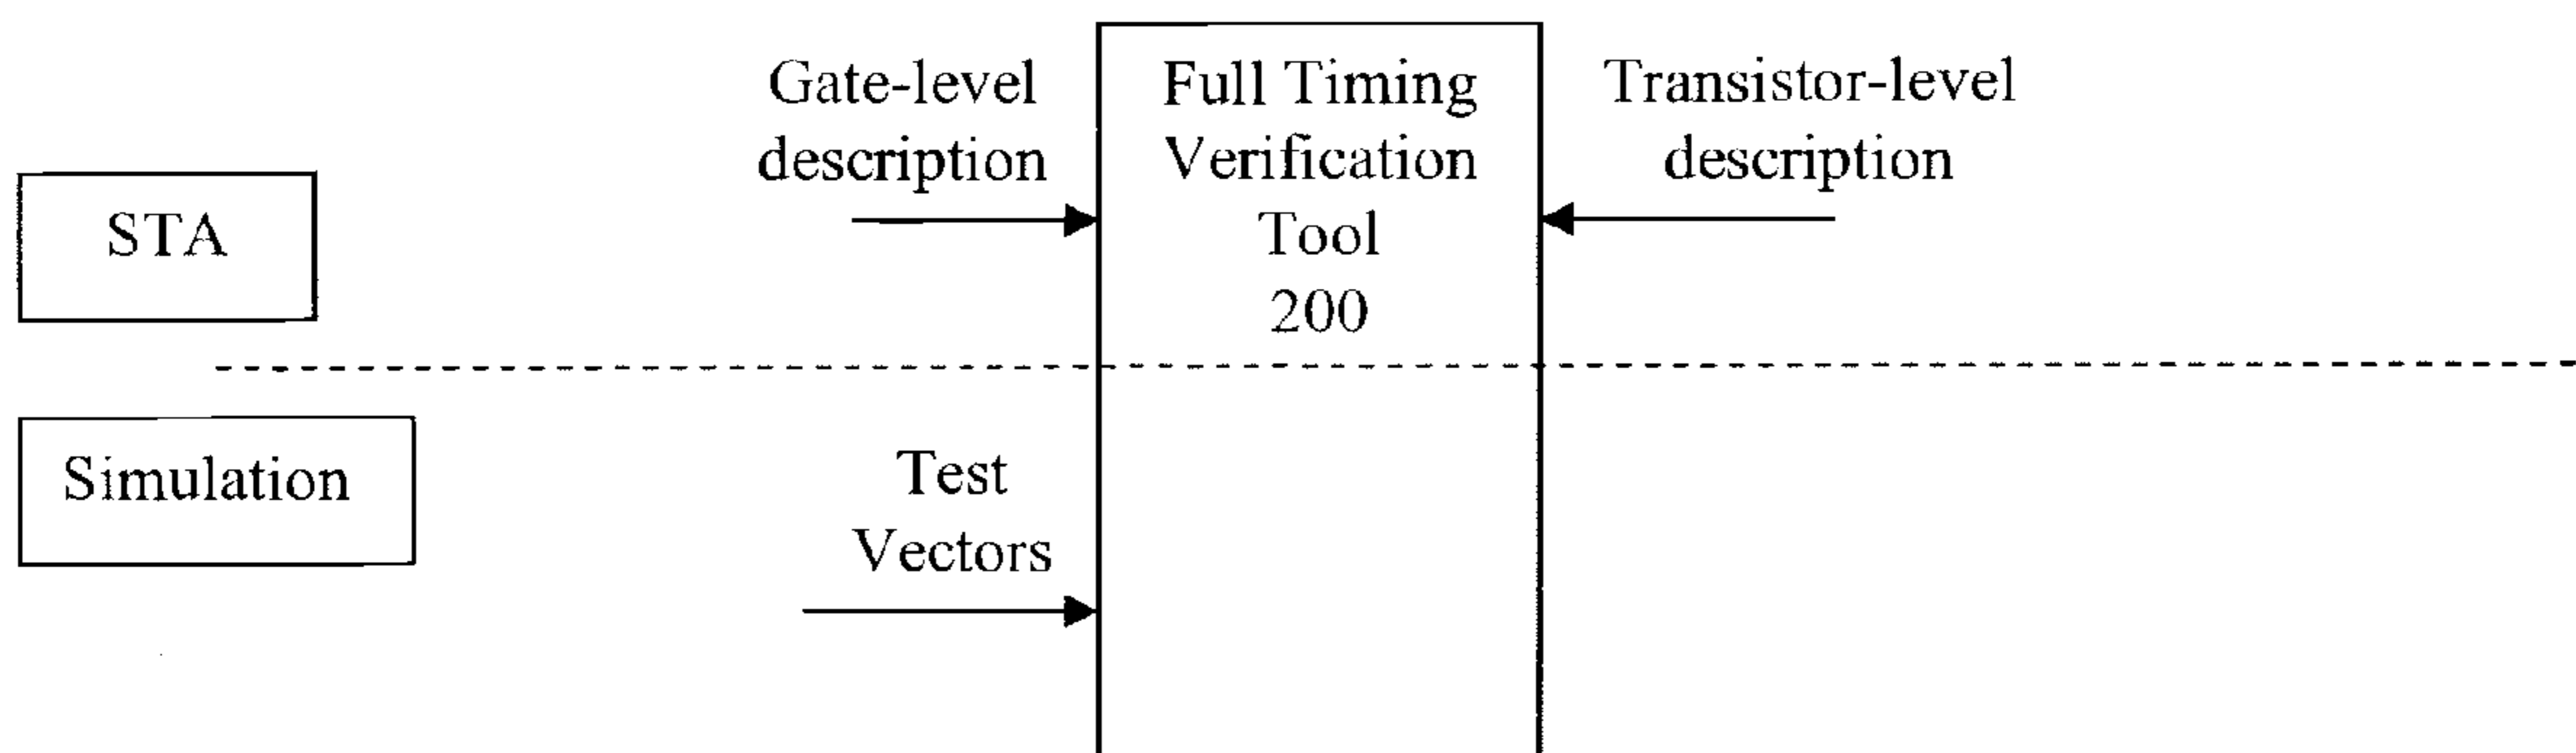 Gate-level
description
Full Timing
Verification
Tool
200
Transistor-level
description
STA
Simulation
Test
Vectors